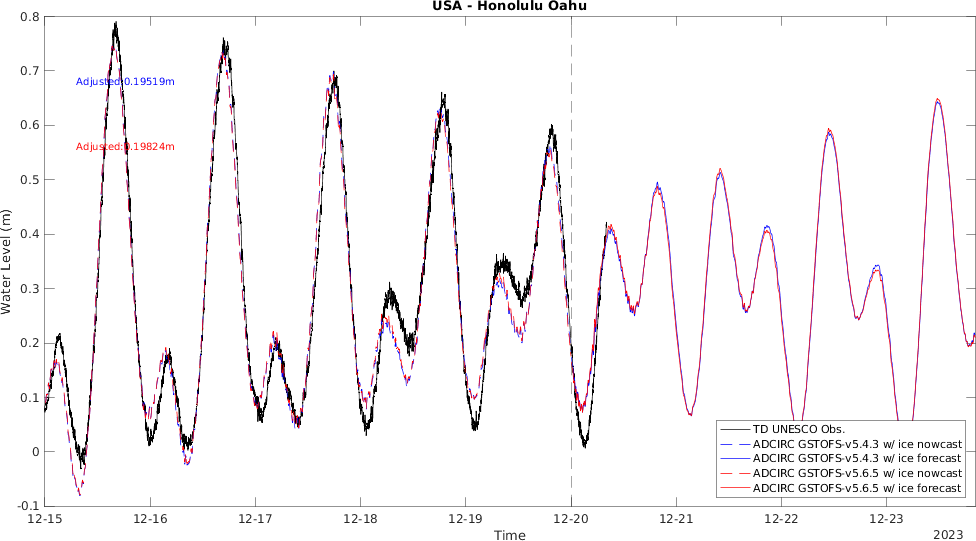 USA - Honolulu Oahu
0.8
0.7
0.6
0.5
0.4
0.3
0.2
0.1
0
-0.1
Water Level (m)
Adjusted:0.19519m
Adjusted:0.19824m
TD UNESCO Obs.
ADCIRC GSTOFS-v5.4.3 w/ ice nowcast
ADCIRC GSTOFS-v5.4.3 w/ ice forecast
ADCIRC GSTOFS-v5.6.5 w/ ice nowcast
ADCIRC GSTOFS-v5.6.5 w/ ice forecast
12-15 12-16 12-17 12-18 12-19 12-20 12-21 12-22 12-23
Time
2023